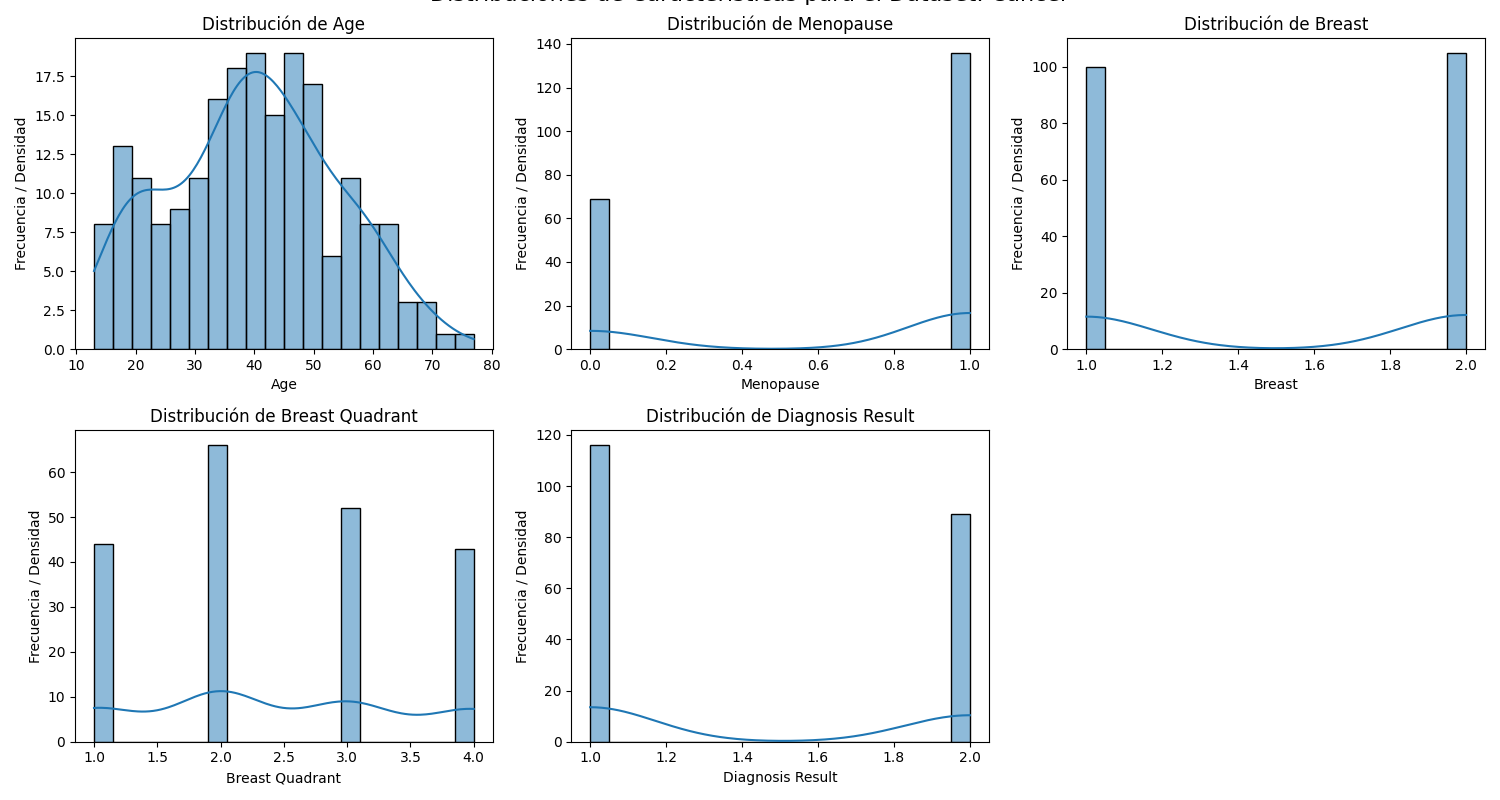 Distribuciones de Características para el Dataset: Cancer
Distribución de Age
Frecuencia / Densidad
17.5
15.0
12.5
10.0
7.5
5.0
2.5
0.0
10 20 30 40 50 60 70 80
Age
Distribución de Menopause
Frecuencia / Densidad
140
120
100
80
60
40
20
0
0.0 0.2 0.4 0.6 0.8 1.0
Menopause
Distribución de Breast
Frecuencia / Densidad
100
80
60
40
20
0
1.0 1.2 1.4 1.6 1.8 2.0
Breast
Distribución de Breast Quadrant
Frecuencia / Densidad
60
50
40
30
20
10
0
1.0 1.5 2.0 2.5 3.0 3.5 4.0
Breast Quadrant
Distribución de Diagnosis Result
Frecuencia / Densidad
120
100
80
60
40
20
0
1.0 1.2 1.4 1.6 1.8 2.0
Diagnosis Result